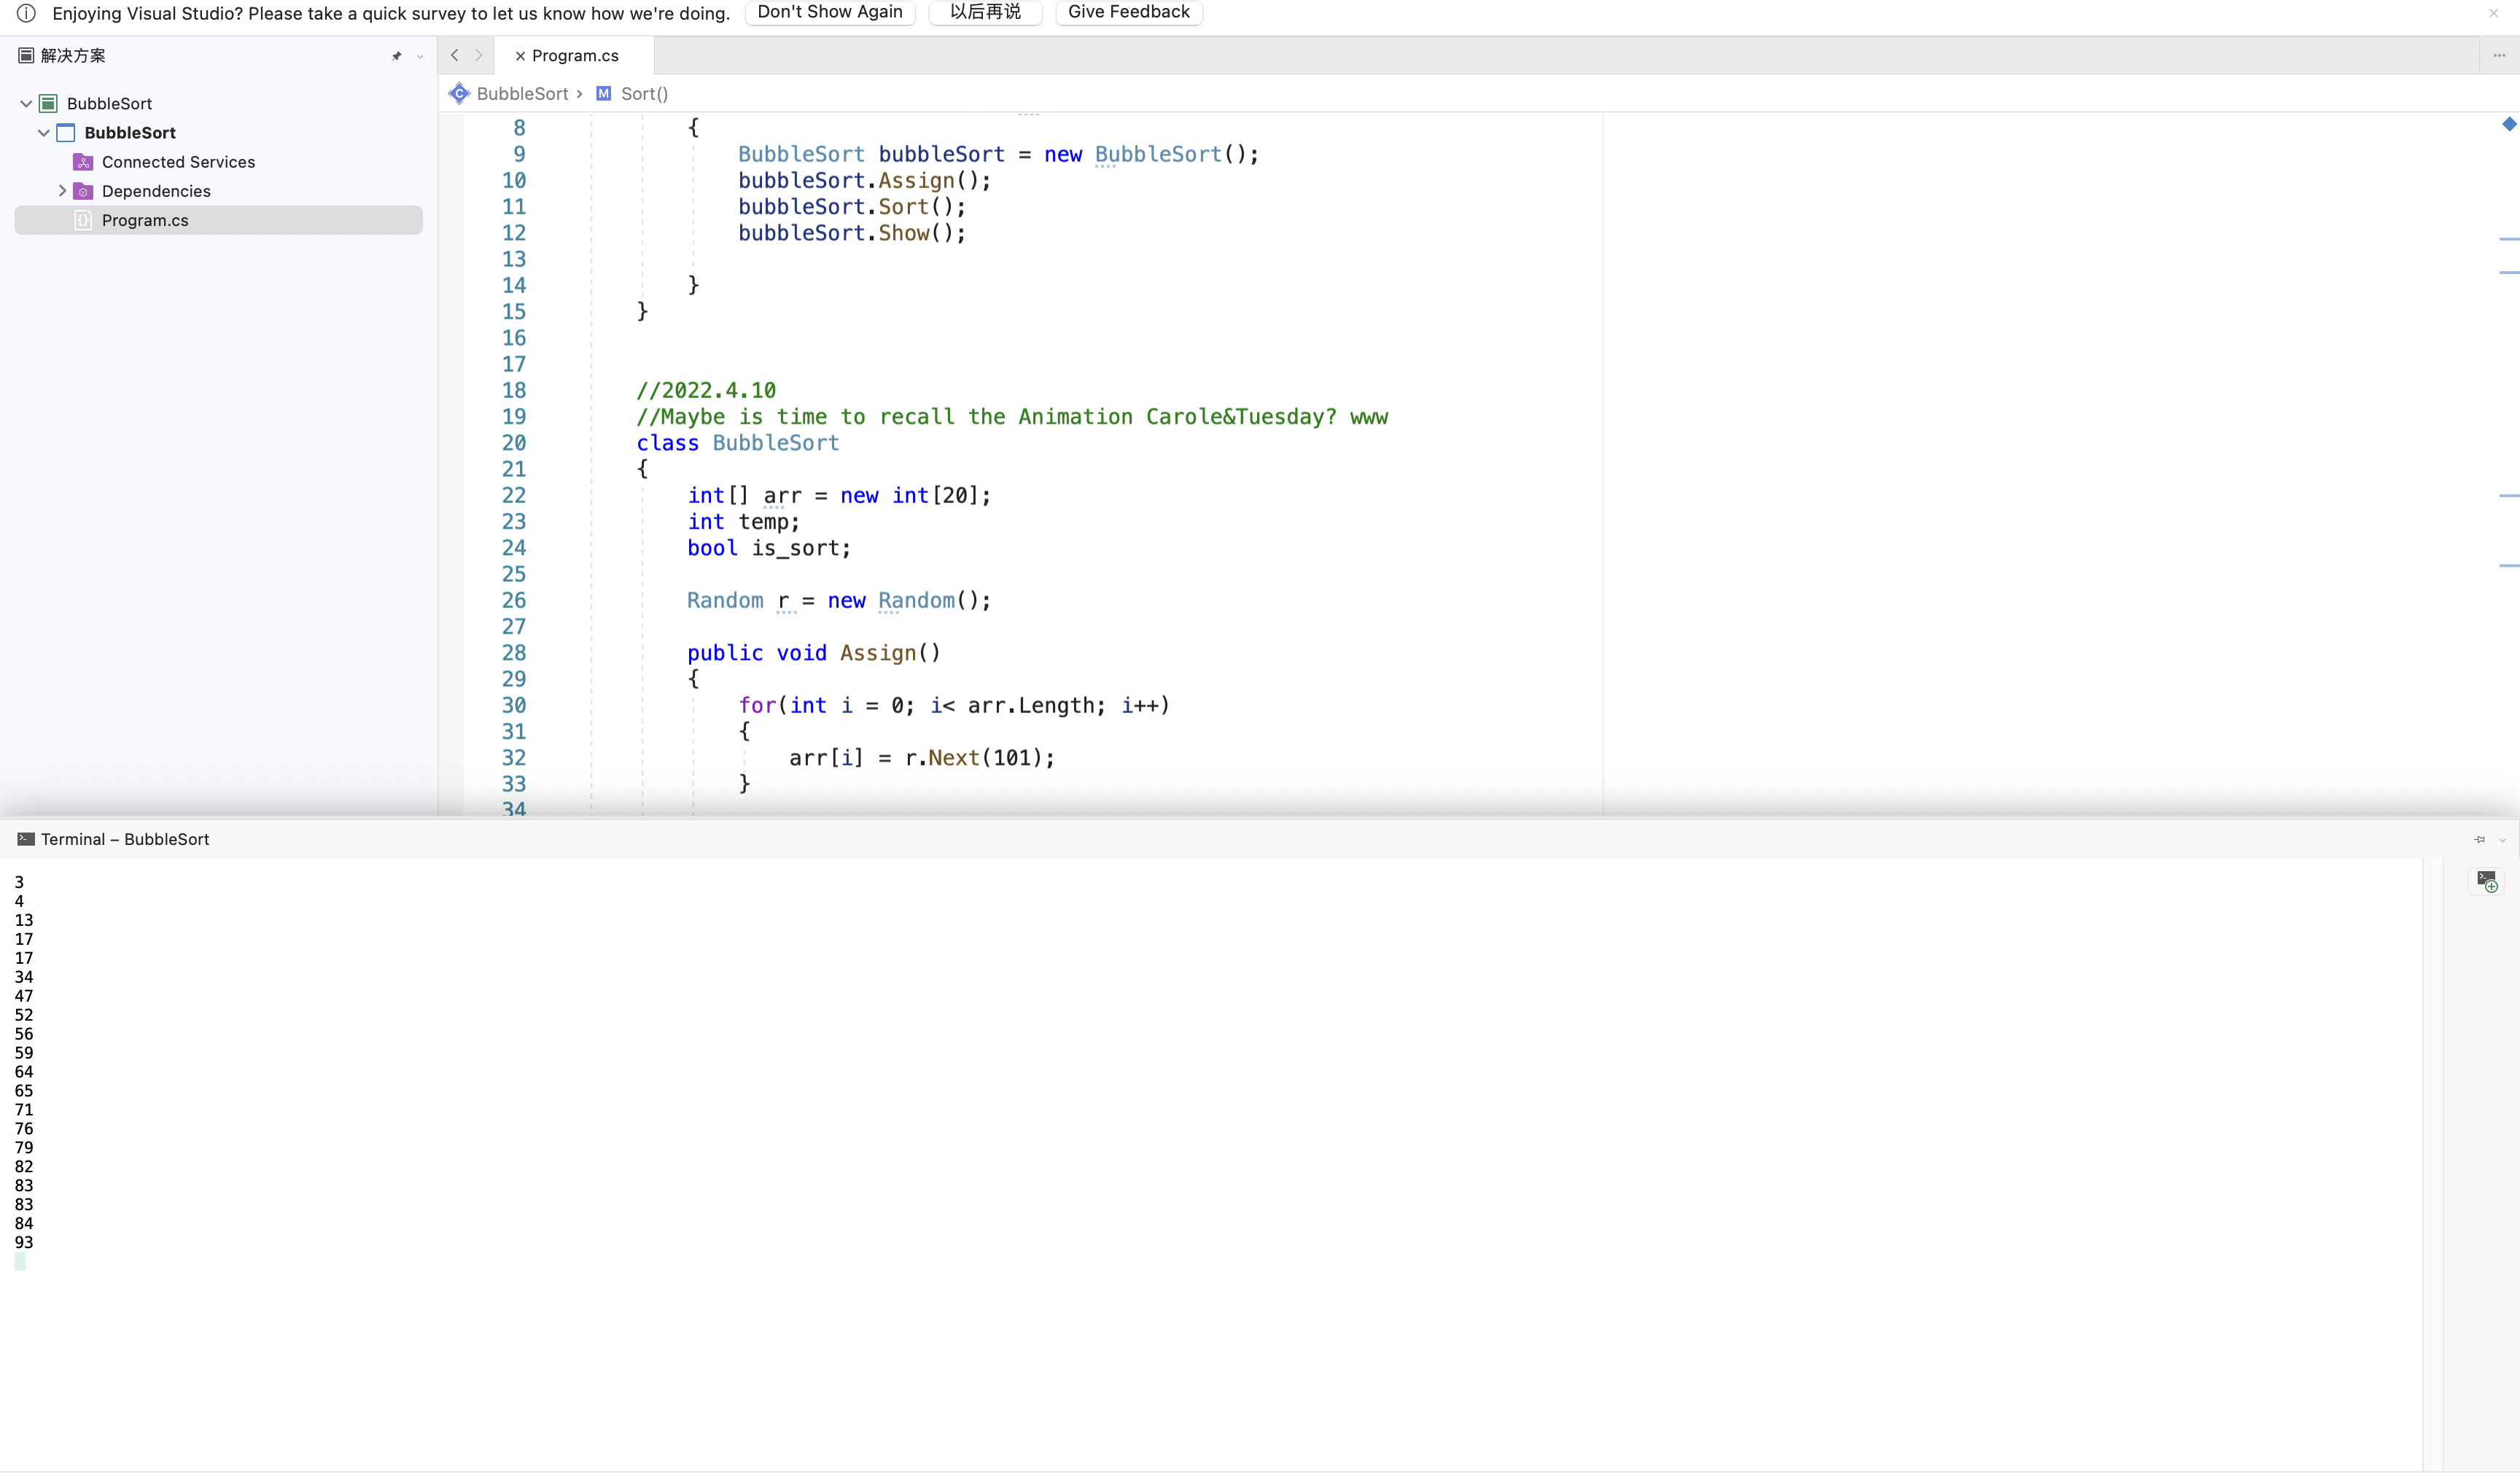 Enjoying Visual Studio? Please take a quick survey to let us know how we're doing. Don't Show Again 以后再说 Give Feedback
解决方案
Program.cs
BubbleSort
BubbleSort
Connected Services
Dependencies
Program.cs
BubbleSort › M Sort()
8 {
9 BubbleSort bubbleSort = new BubbleSort();
10 bubbleSort.Assign();
11 bubbleSort.Sort();
12 bubbleSort.Show();
13
14 }
15 }
16
17
18 //2022.4.10
19 //Maybe is time to recall the Animation Carole&Tuesday? www
20 class BubbleSort
21 {
22 int[] arr = new int[20];
23 int temp;
24 bool is_sort;
25
26 Random r = new Random();
27
28 public void Assign()
29 {
30 for(int i = 0; i< arr.Length; i++)
31 {
32 arr[i] = r.Next(101);
33 }
34
Terminal – BubbleSort
3
4
13
17
17
34
47
52
56
59
64
65
71
76
79
82
83
83
84
93